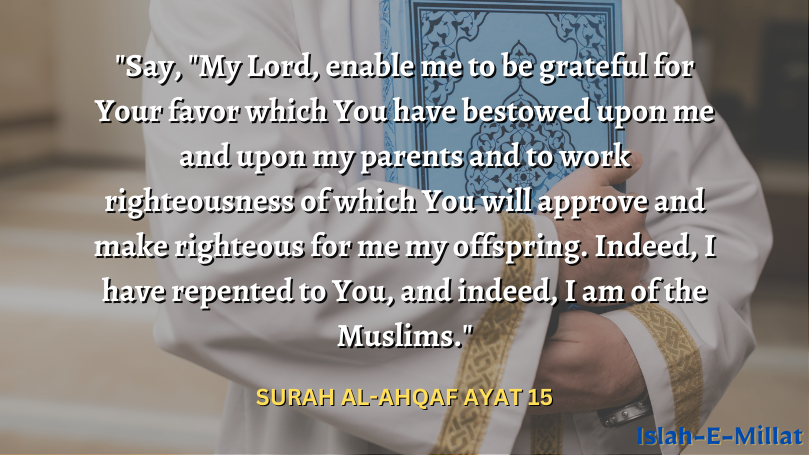 "Say, "My Lord, enable me to be grateful for
Your favor which You have bestowed upon me
and upon my parents and to work
righteousness of which You will approve and
make righteous for me my offspring. Indeed, I
have repented to You, and indeed, I am of the
Muslims."
SURAH AL-AHQAF AYAT 15
Islah-E-Millat